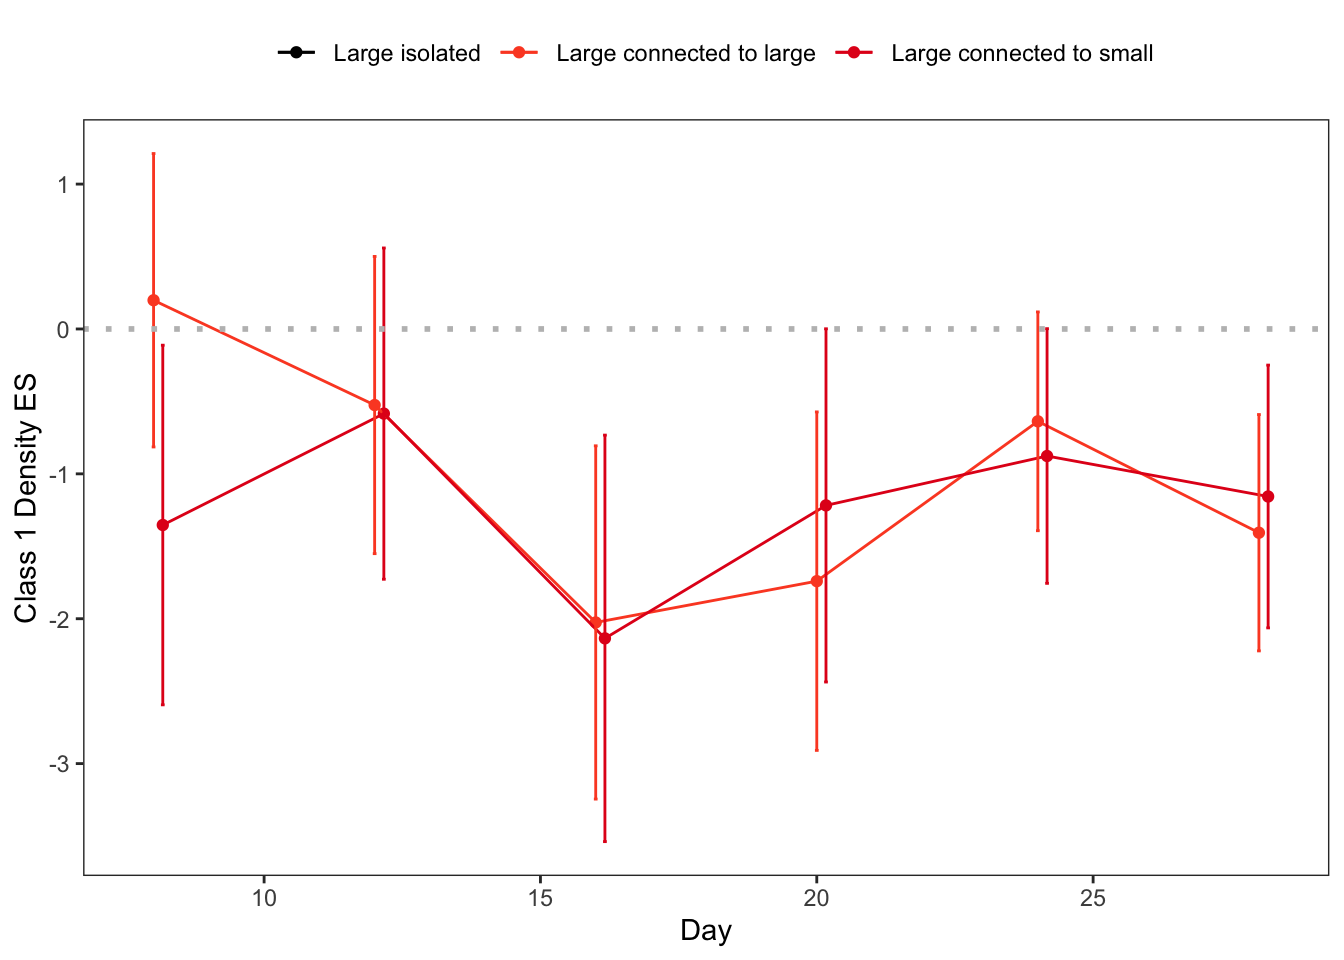 Large isolated Large connected to large Large connected to small
Class 1 Density ES
1
0
-1
-2
-3
10 15 20 25
Day